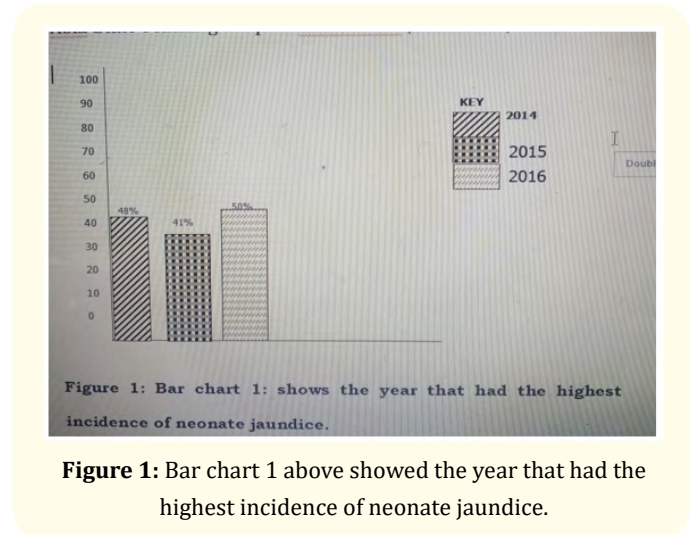 100
90
80
70
60
50
40
30
20
10
0
48%
41%
50%
KEY
2014
2015
2016
Doubl
Figure 1: Bar chart 1: shows the year that had the highest
incidence of neonate jaundice.
Figure 1: Bar chart 1 above showed the year that had the
highest incidence of neonate jaundice.